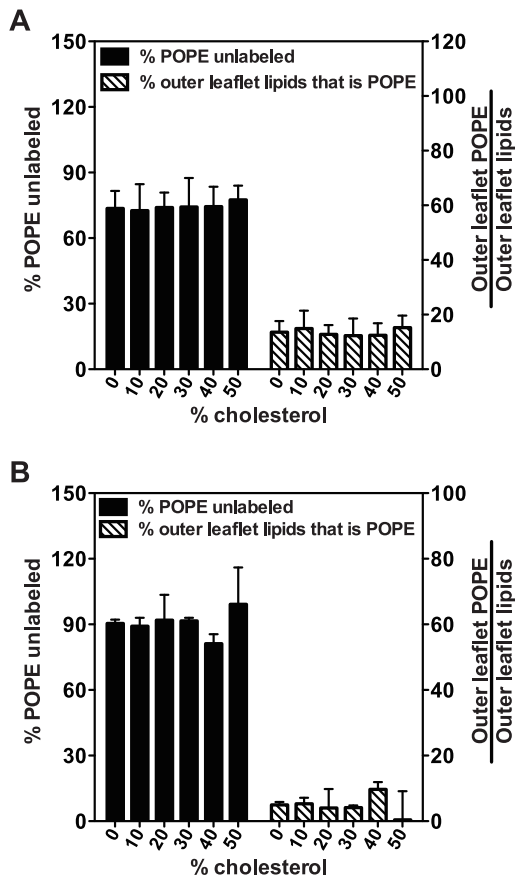 A
% POPE unlabeled
% outer leaflet lipids that is POPE
% POPE unlabeled
150
120
90
60
30
0
120
100
80
60
40
20
0
Outer leaflet POPE
Outer leaflet lipids
0 10 20 30 40 50 0 10 20 30 40 50
% cholesterol
B
% POPE unlabeled
% outer leaflet lipids that is POPE
% POPE unlabeled
150
120
90
60
30
0
100
80
60
40
20
0
Outer leaflet POPE
Outer leaflet lipids
0 10 20 30 40 50 0 10 20 30 40 50
% cholesterol